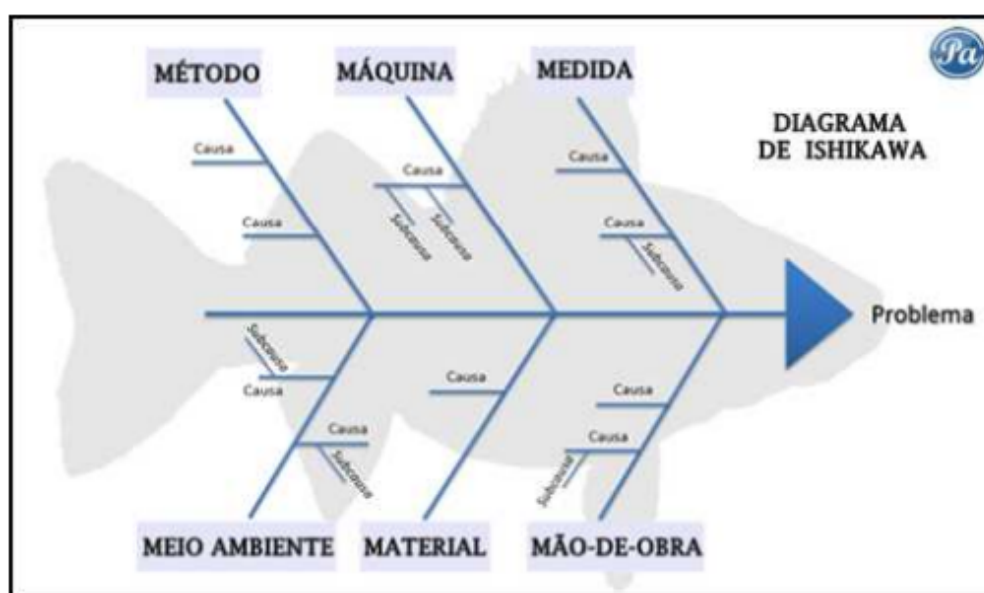 Pa
MÉTODO
MÁQUINA
MEDIDA
DIAGRAMA
DE ISHIKAWA
Causa
Causa
Causa
Subcausa
Subcausa
Causa
Causa
Subcausa
Problema
Subcausa
Causa
Causa
Subcausa
Causa
Causa
Causa
Subcausa
MEIO AMBIENTE
MATERIAL
MÃO-DE-OBRA